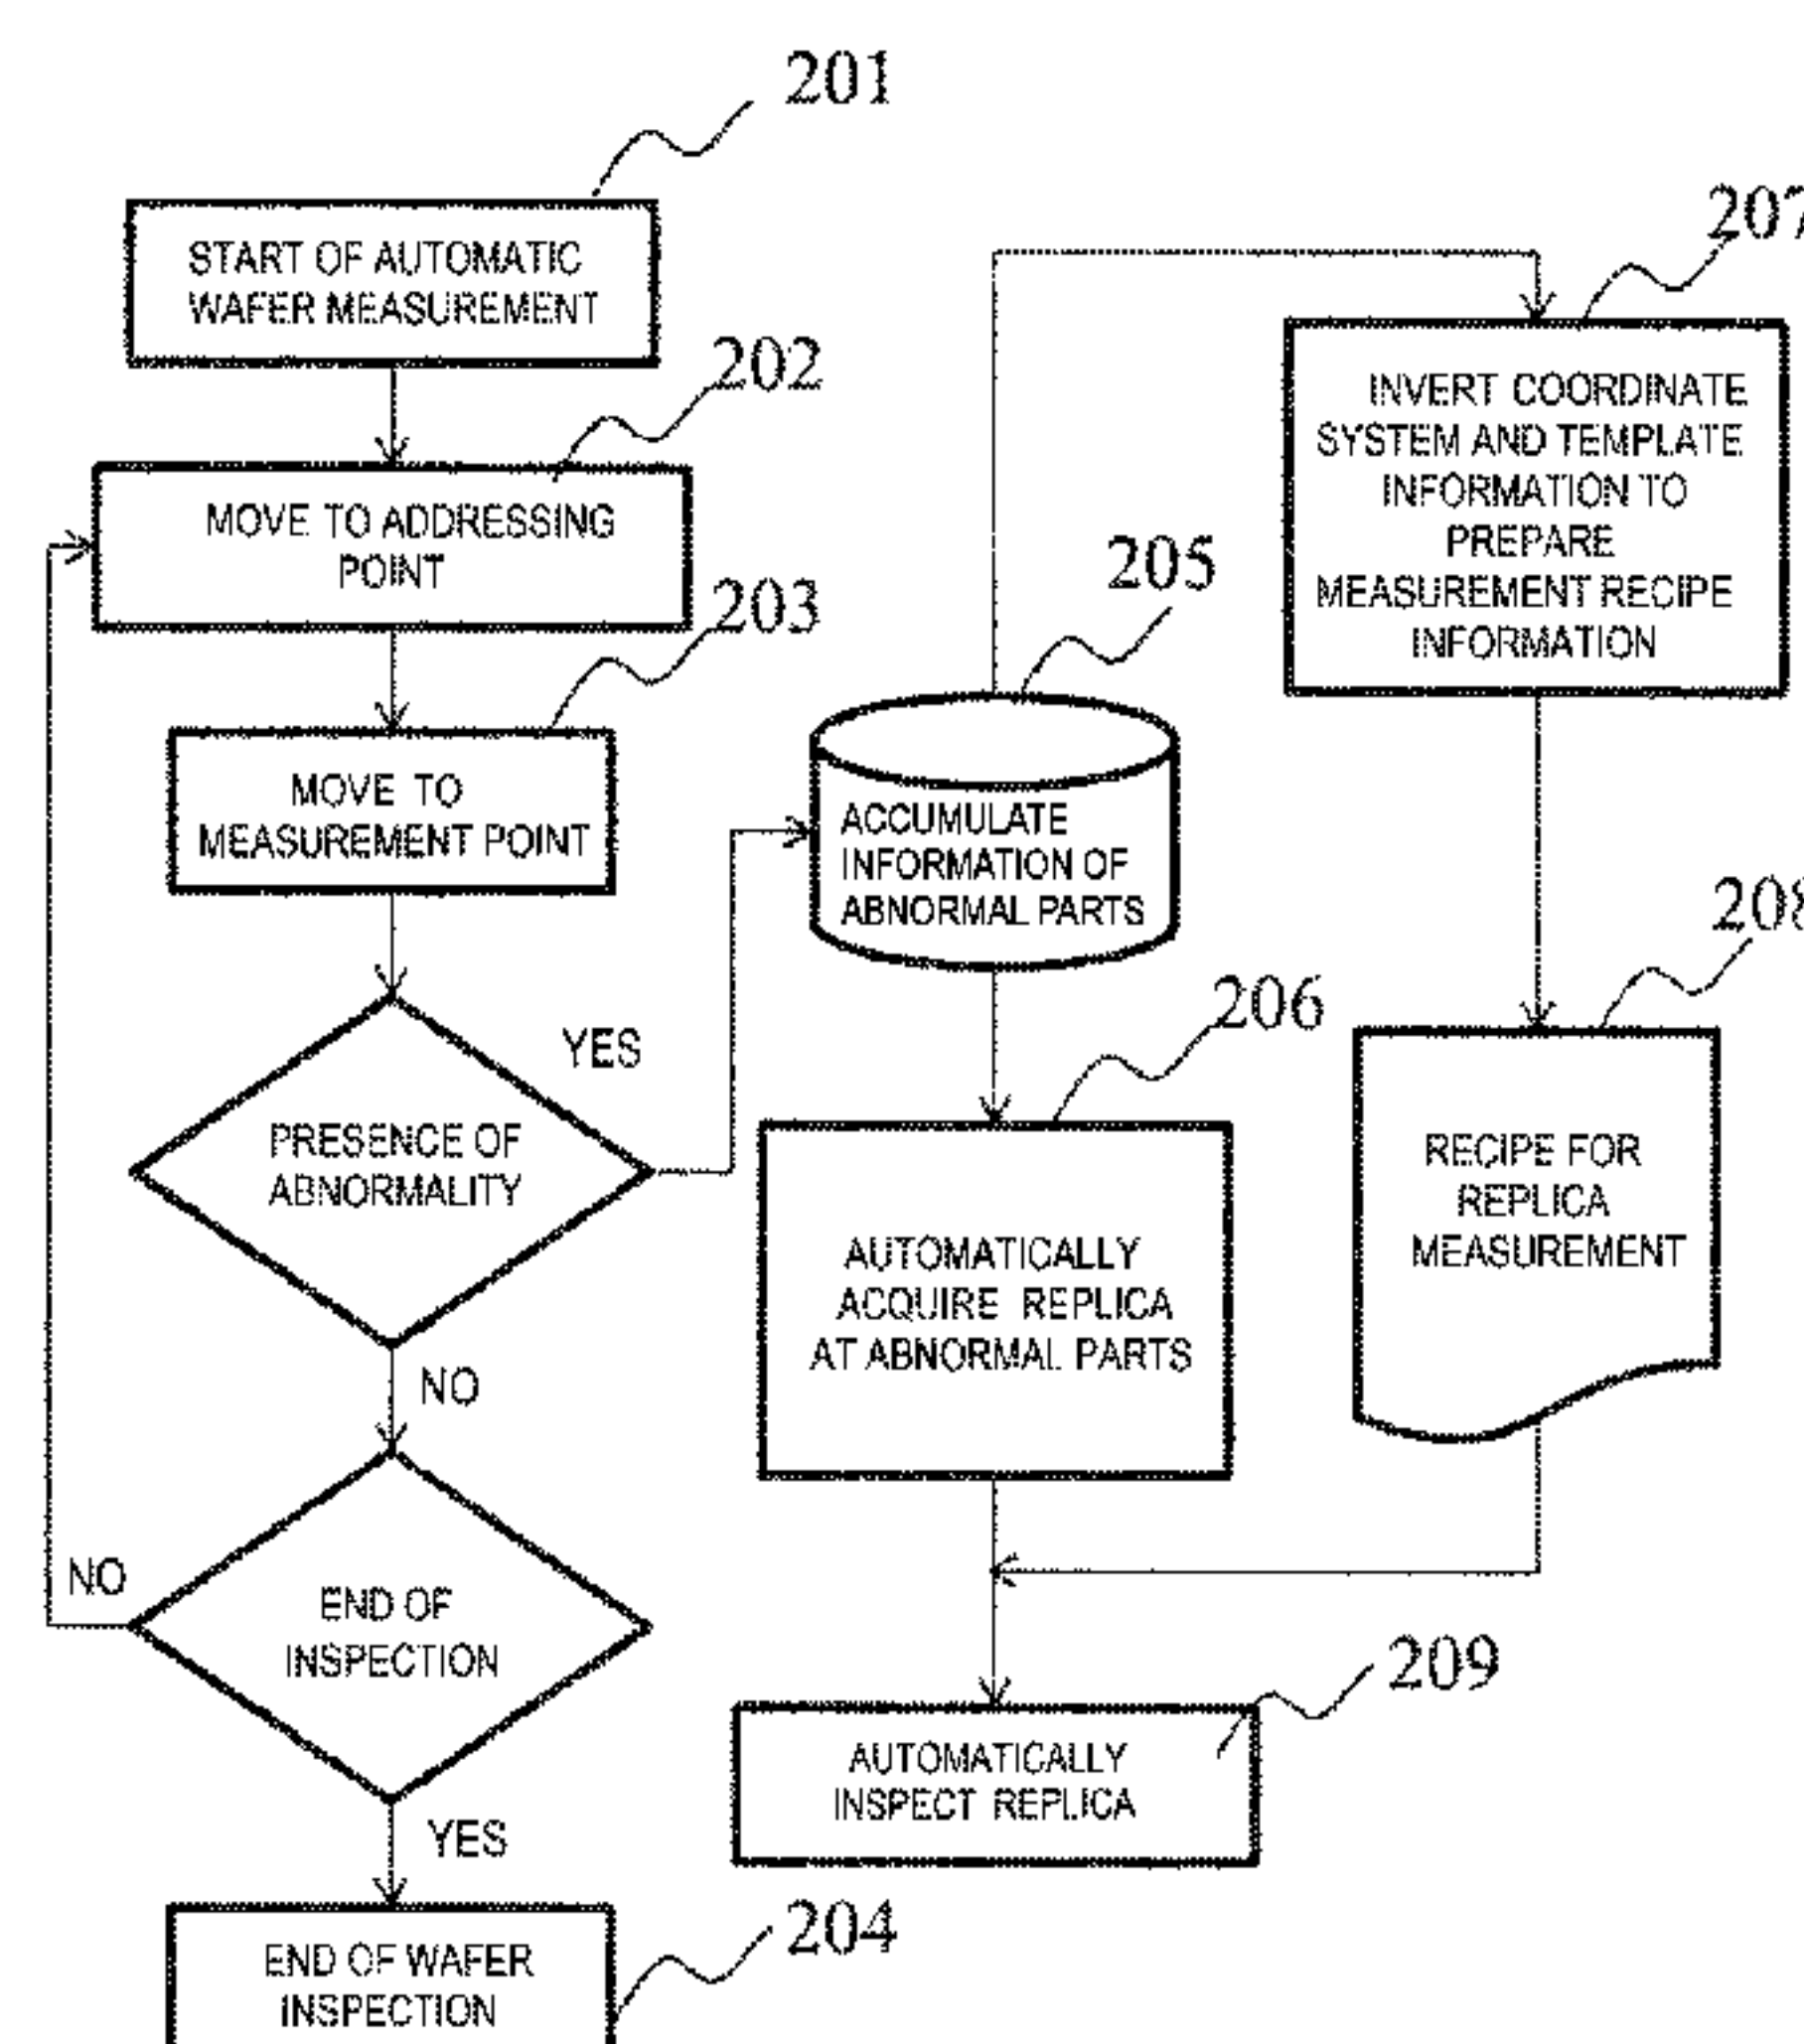 201
START OF AUTOMATIC
WAFER MEASUREMENT
202
MOVE TO ADDRESSING
POINT
203
MOVE TO
MEASUREMENT POINT
YES
PRESENCE OF
ABNORMALITY
NO
NO
END OF
INSPECTION
YES
204
END OF WAFER
INSPECTION
205
ACCUMULATE
INFORMATION OF
ABNORMAL PARTS
206
AUTOMATICALLY
ACQUIRE REPLICA
AT ABNORMAL PARTS
207
INVERT COORDINATE
SYSTEM AND TEMPLATE
INFORMATION TO
PREPARE
MEASUREMENT RECIPE
INFORMATION
208
RECIPE FOR
REPLICA
MEASUREMENT
209
AUTOMATICALLY
INSPECT REPLICA